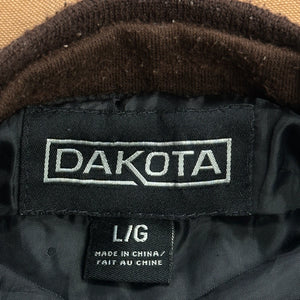 DAKOTA
L/G
MADE IN CHINA/
FAIT AU CHINE